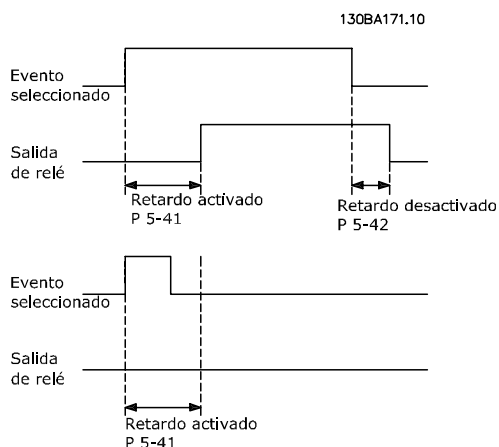 130BA171.10
Evento
seleccionado
Salida
de relé
Retardo activado
P 5-41
Retardo desactivado
P 5-42
Evento
seleccionado
Salida
de relé
Retardo activado
P 5-41